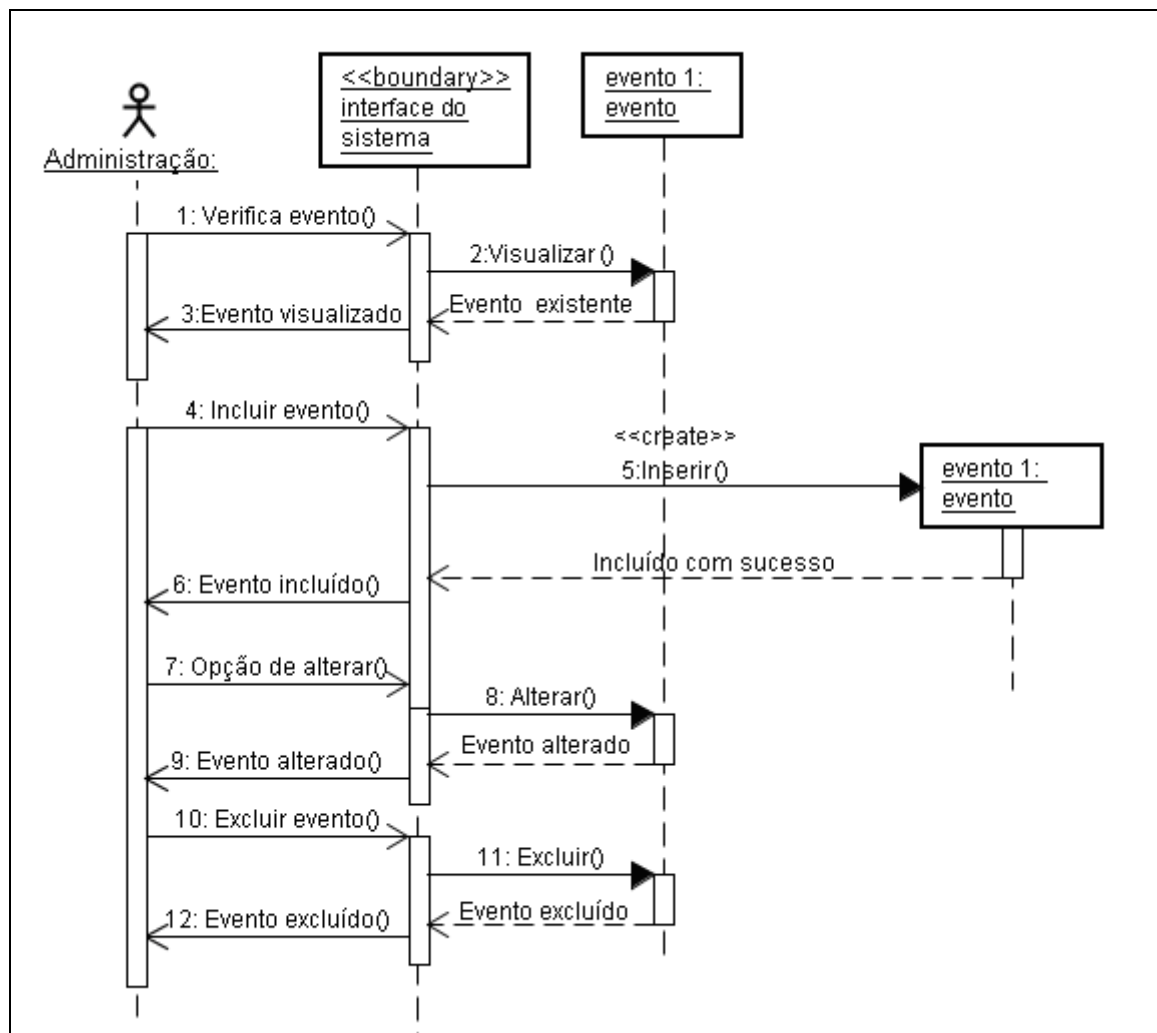 <<boundary>>
interface do
sistema
evento 1:
evento
Administração:
1: Verifica evento()
2:Visualizar ()
Evento existente
3:Evento visualizado
4: Incluir evento()
<<create>>
5:Inserir()
evento 1:
evento
Incluído com sucesso
6: Evento incluído()
7: Opção de alterar()
8: Alterar()
Evento alterado
9: Evento alterado()
10: Excluir evento()
11: Excluir()
Evento excluído
12: Evento excluído()